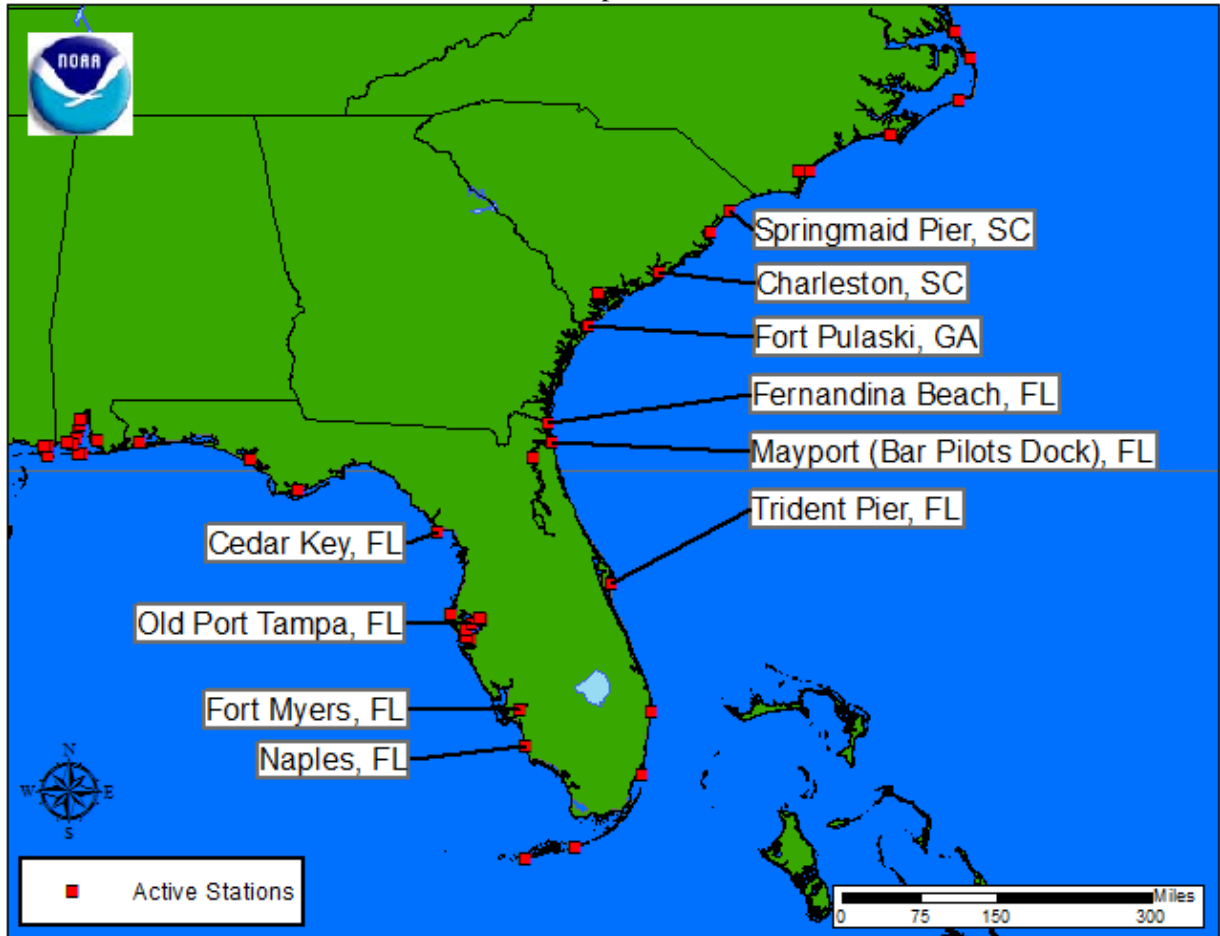 NOAA
Springmaid Pier, SC
Charleston, SC
Fort Pulaski, GA
Fernandina Beach, FL
Mayport (Bar Pilots Dock), FL
Trident Pier, FL
Cedar Key, FL
Old Port Tampa, FL
Fort Myers, FL
Naples, FL
N
W E
S
Active Stations
Miles
0 75 150 300